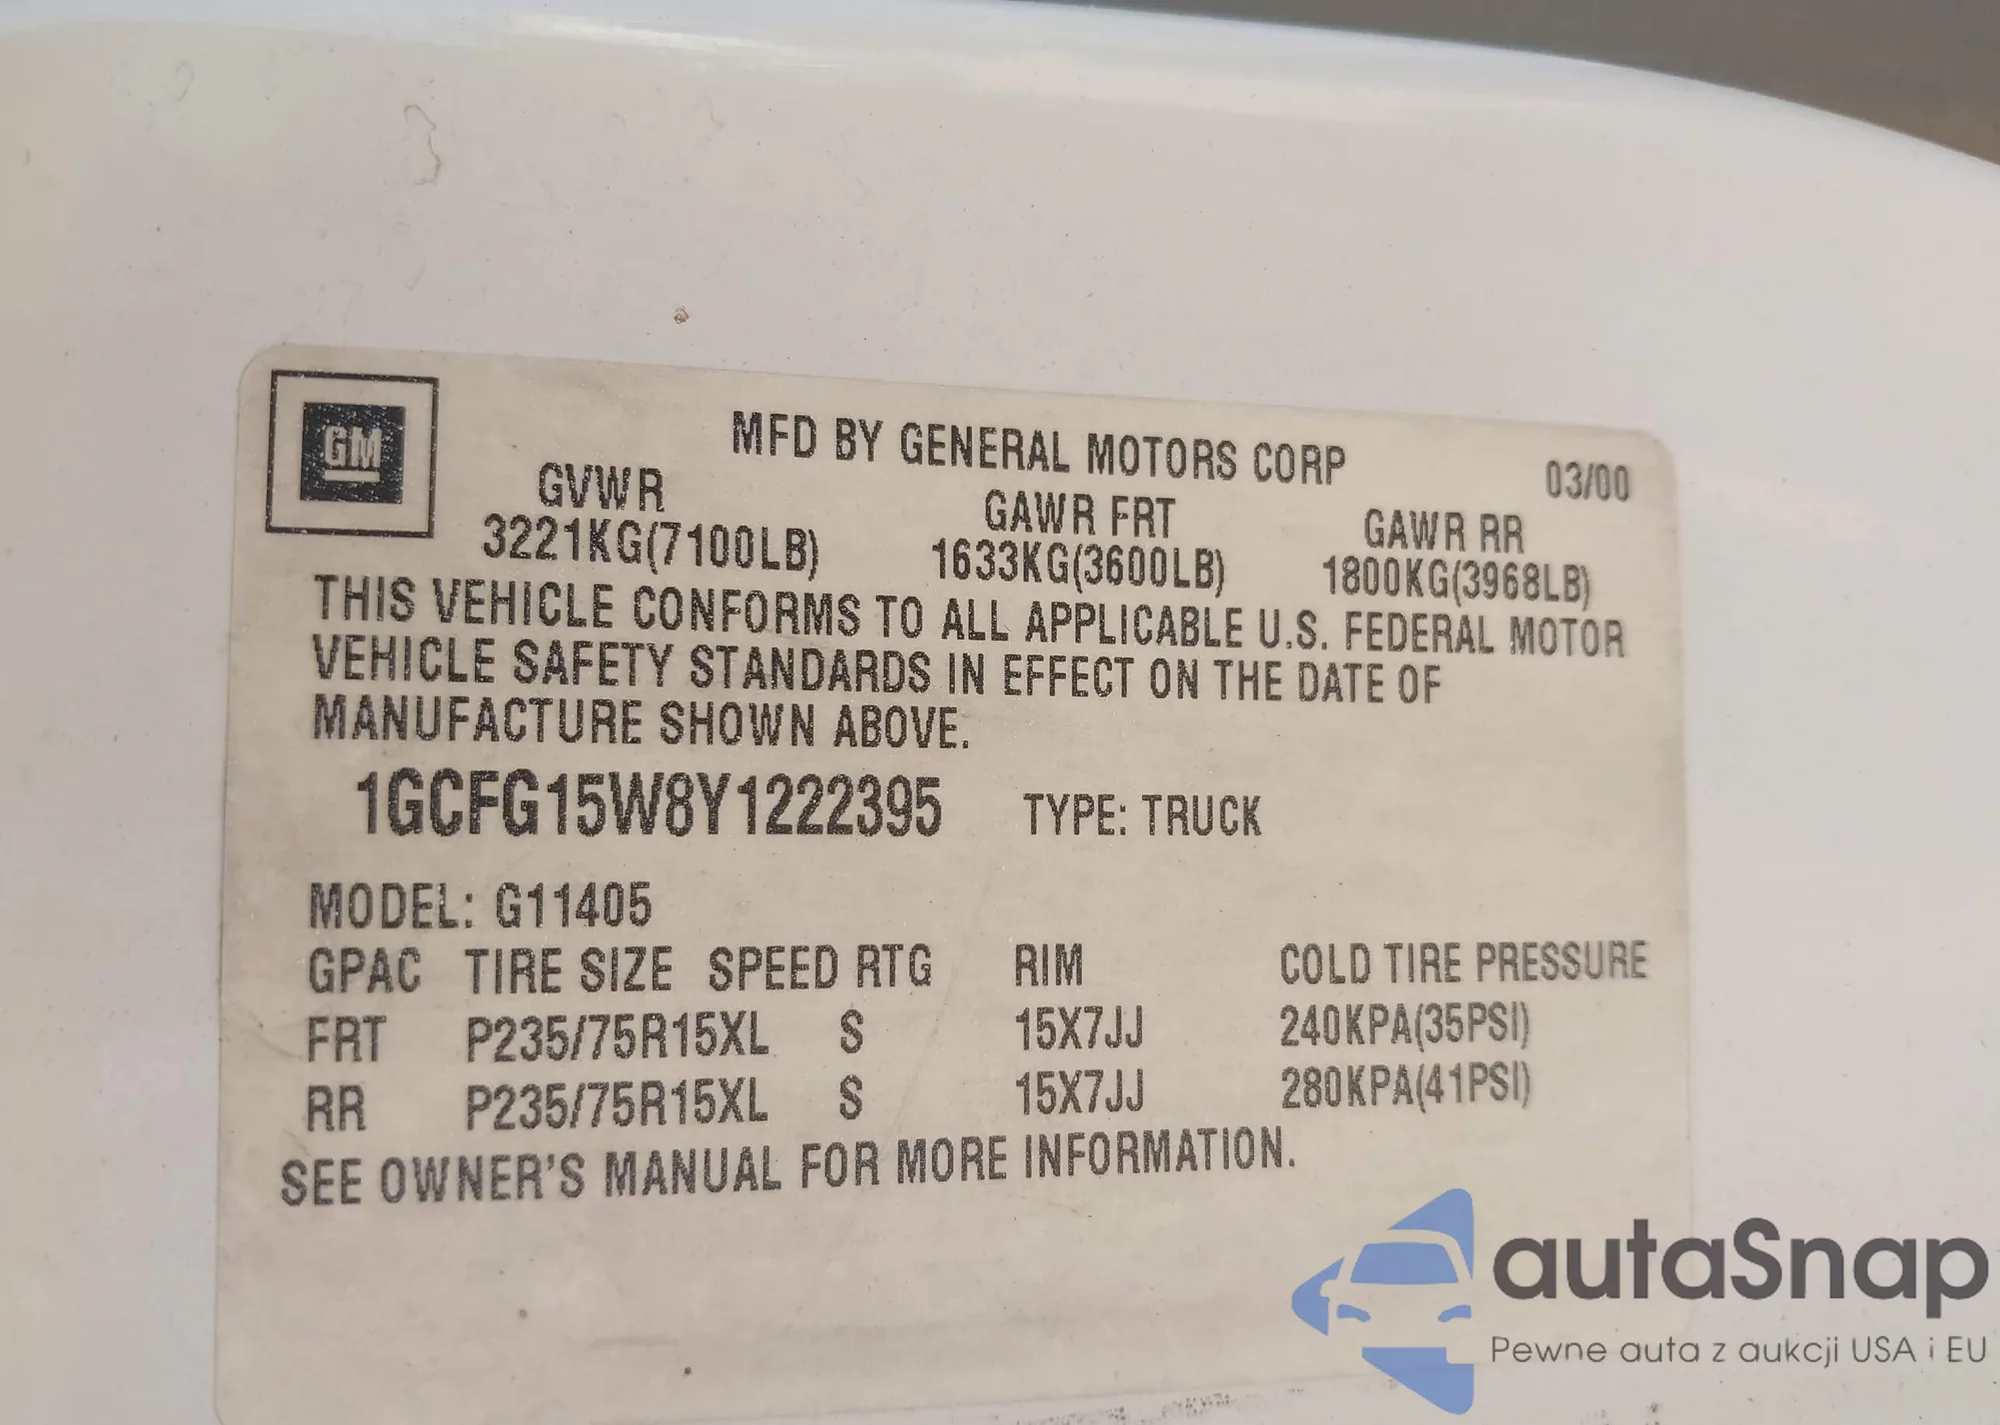 GM
MFD BY GENERAL MOTORS CORP 03/00
GVWR GAWR FRT GAWR RR
3221KG(7100LB) 1633KG(3600LB) 1800KG(3968LB)
THIS VEHICLE CONFORMS TO ALL APPLICABLE U.S. FEDERAL MOTOR
VEHICLE SAFETY STANDARDS IN EFFECT ON THE DATE OF
MANUFACTURE SHOWN ABOVE.
1GCFG15W8Y1222395 TYPE: TRUCK
MODEL: G11405
GPAC TIRE SIZE SPEED RTG RIM COLD TIRE PRESSURE
FRT P235/75R15XL S 15X7JJ 240KPA(35PSI)
RR P235/75R15XL S 15X7JJ 280KPA(41PSI)
SEE OWNER'S MANUAL FOR MORE INFORMATION.
autaSnap
Pewne auta z aukcji USA i EU